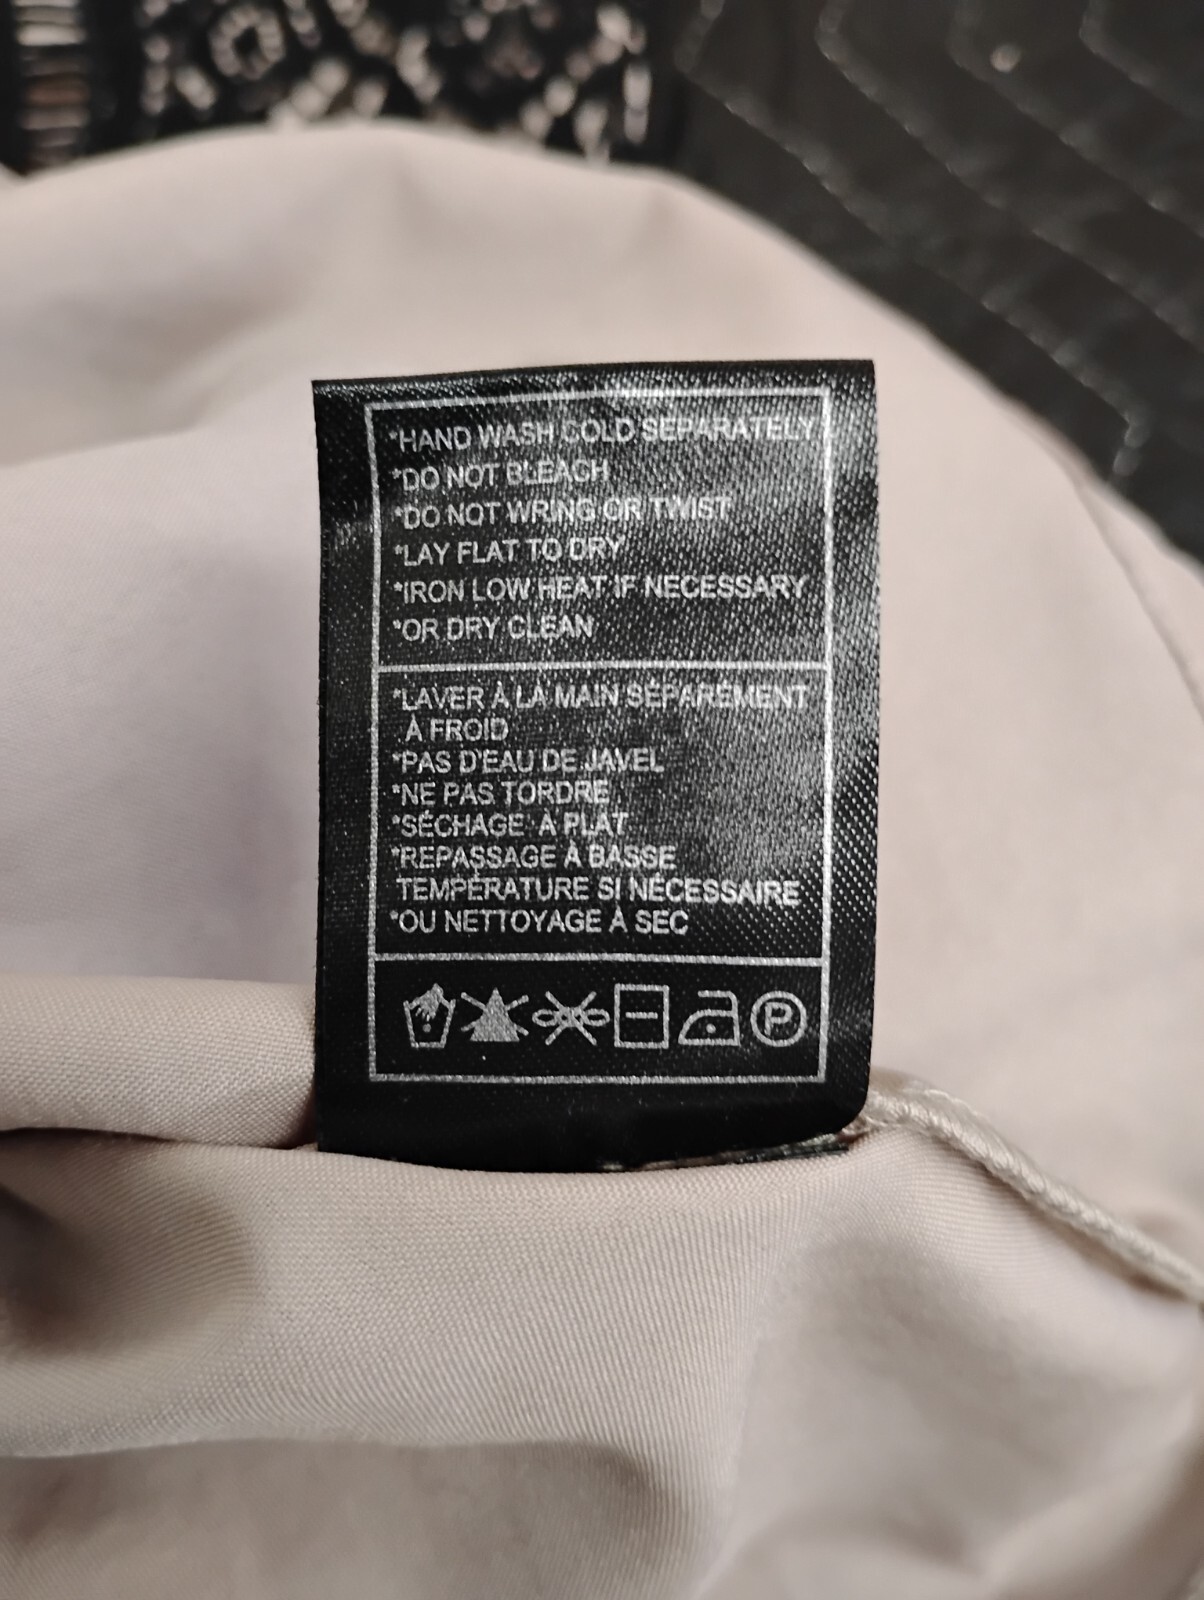 *HAND WASH COLD SEPARATELY
*DO NOT BLEACH
*DO NOT WRING OR TWIST
*LAY FLAT TO DRY
*IRON LOW HEAT IF NECESSARY
*OR DRY CLEAN
*LAVER À LA MAIN SÉPARÉMENT
À FROID
*PAS D'EAU DE JAVEL
*NE PAS TORDRE
*SÉCHAGE À PLAT
*REPASSAGE À BASSE
TEMPÉRATURE SI NÉCESSAIRE
*OU NETTOYAGE À SEC
P